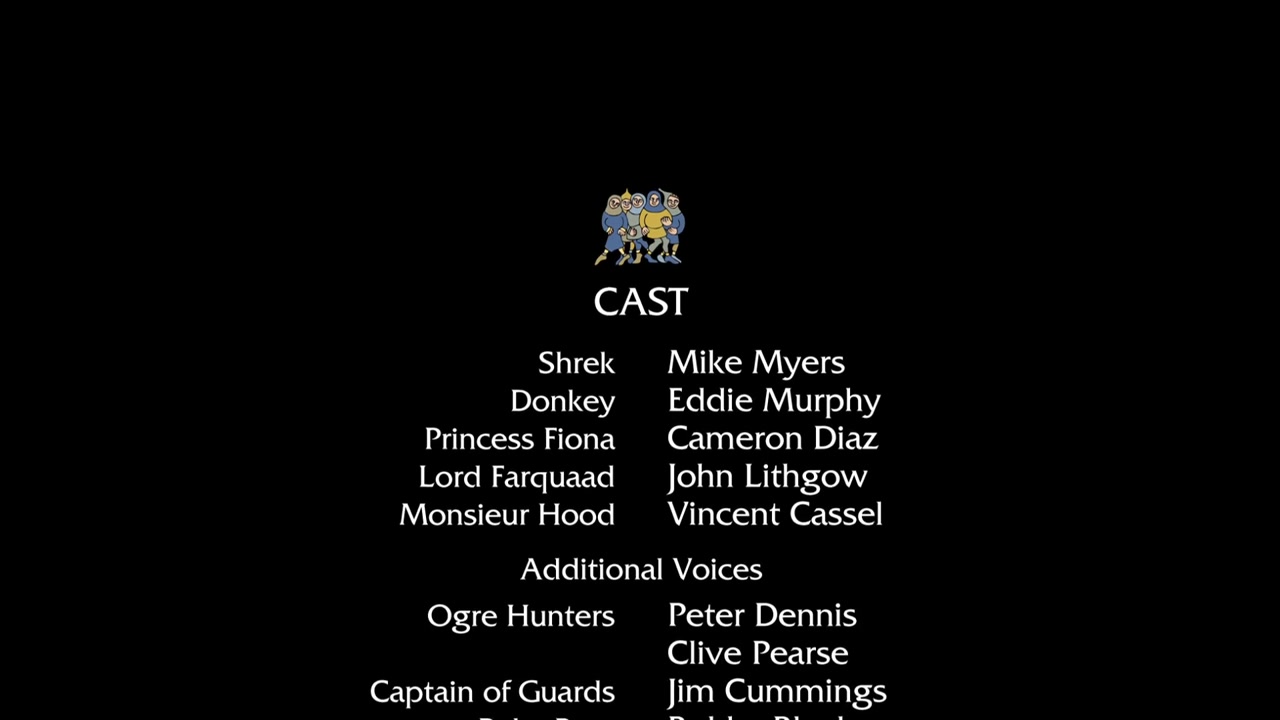 CAST
Shrek Mike Myers
Donkey Eddie Murphy
Princess Fiona Cameron Diaz
Lord Farquaad John Lithgow
Monsieur Hood Vincent Cassel
Additional Voices
Ogre Hunters Peter Dennis
Clive Pearse
Captain of Guards Jim Cummings